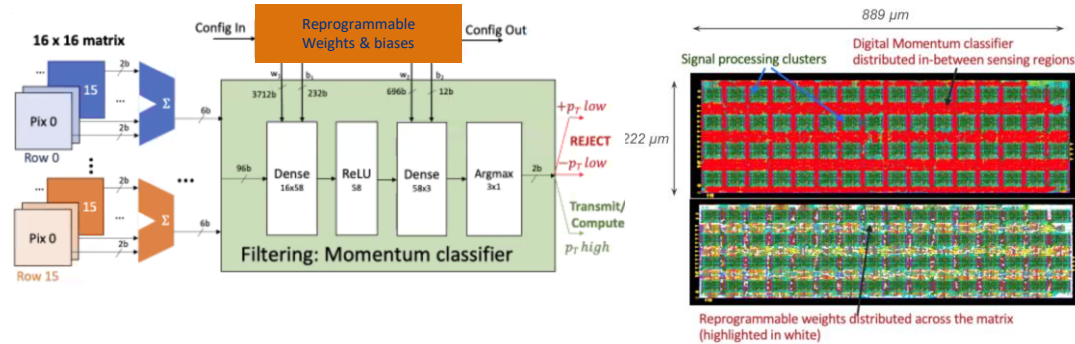 16 x 16 matrix
Config In
Reprogrammable
Weights & biases
Config Out
...
2b
15
...
...
2b
Pix 0
2b
Row 0
Σ
6b
w₁
b₁
w₂
b₂
3712b
232b
696b
12b
96b
Dense
16x58
ReLU
58
Dense
58x3
Argmax
3x1
2b
+pT low
REJECT
−pT low
Transmit/
Compute
pT high
...
2b
15
...
...
2b
Pix 0
2b
Row 15
Σ
6b
...
Filtering: Momentum classifier
889 µm
Signal processing clusters
Digital Momentum classifier
distributed in-between sensing regions
222 µm
Reprogrammable weights distributed across the matrix
(highlighted in white)